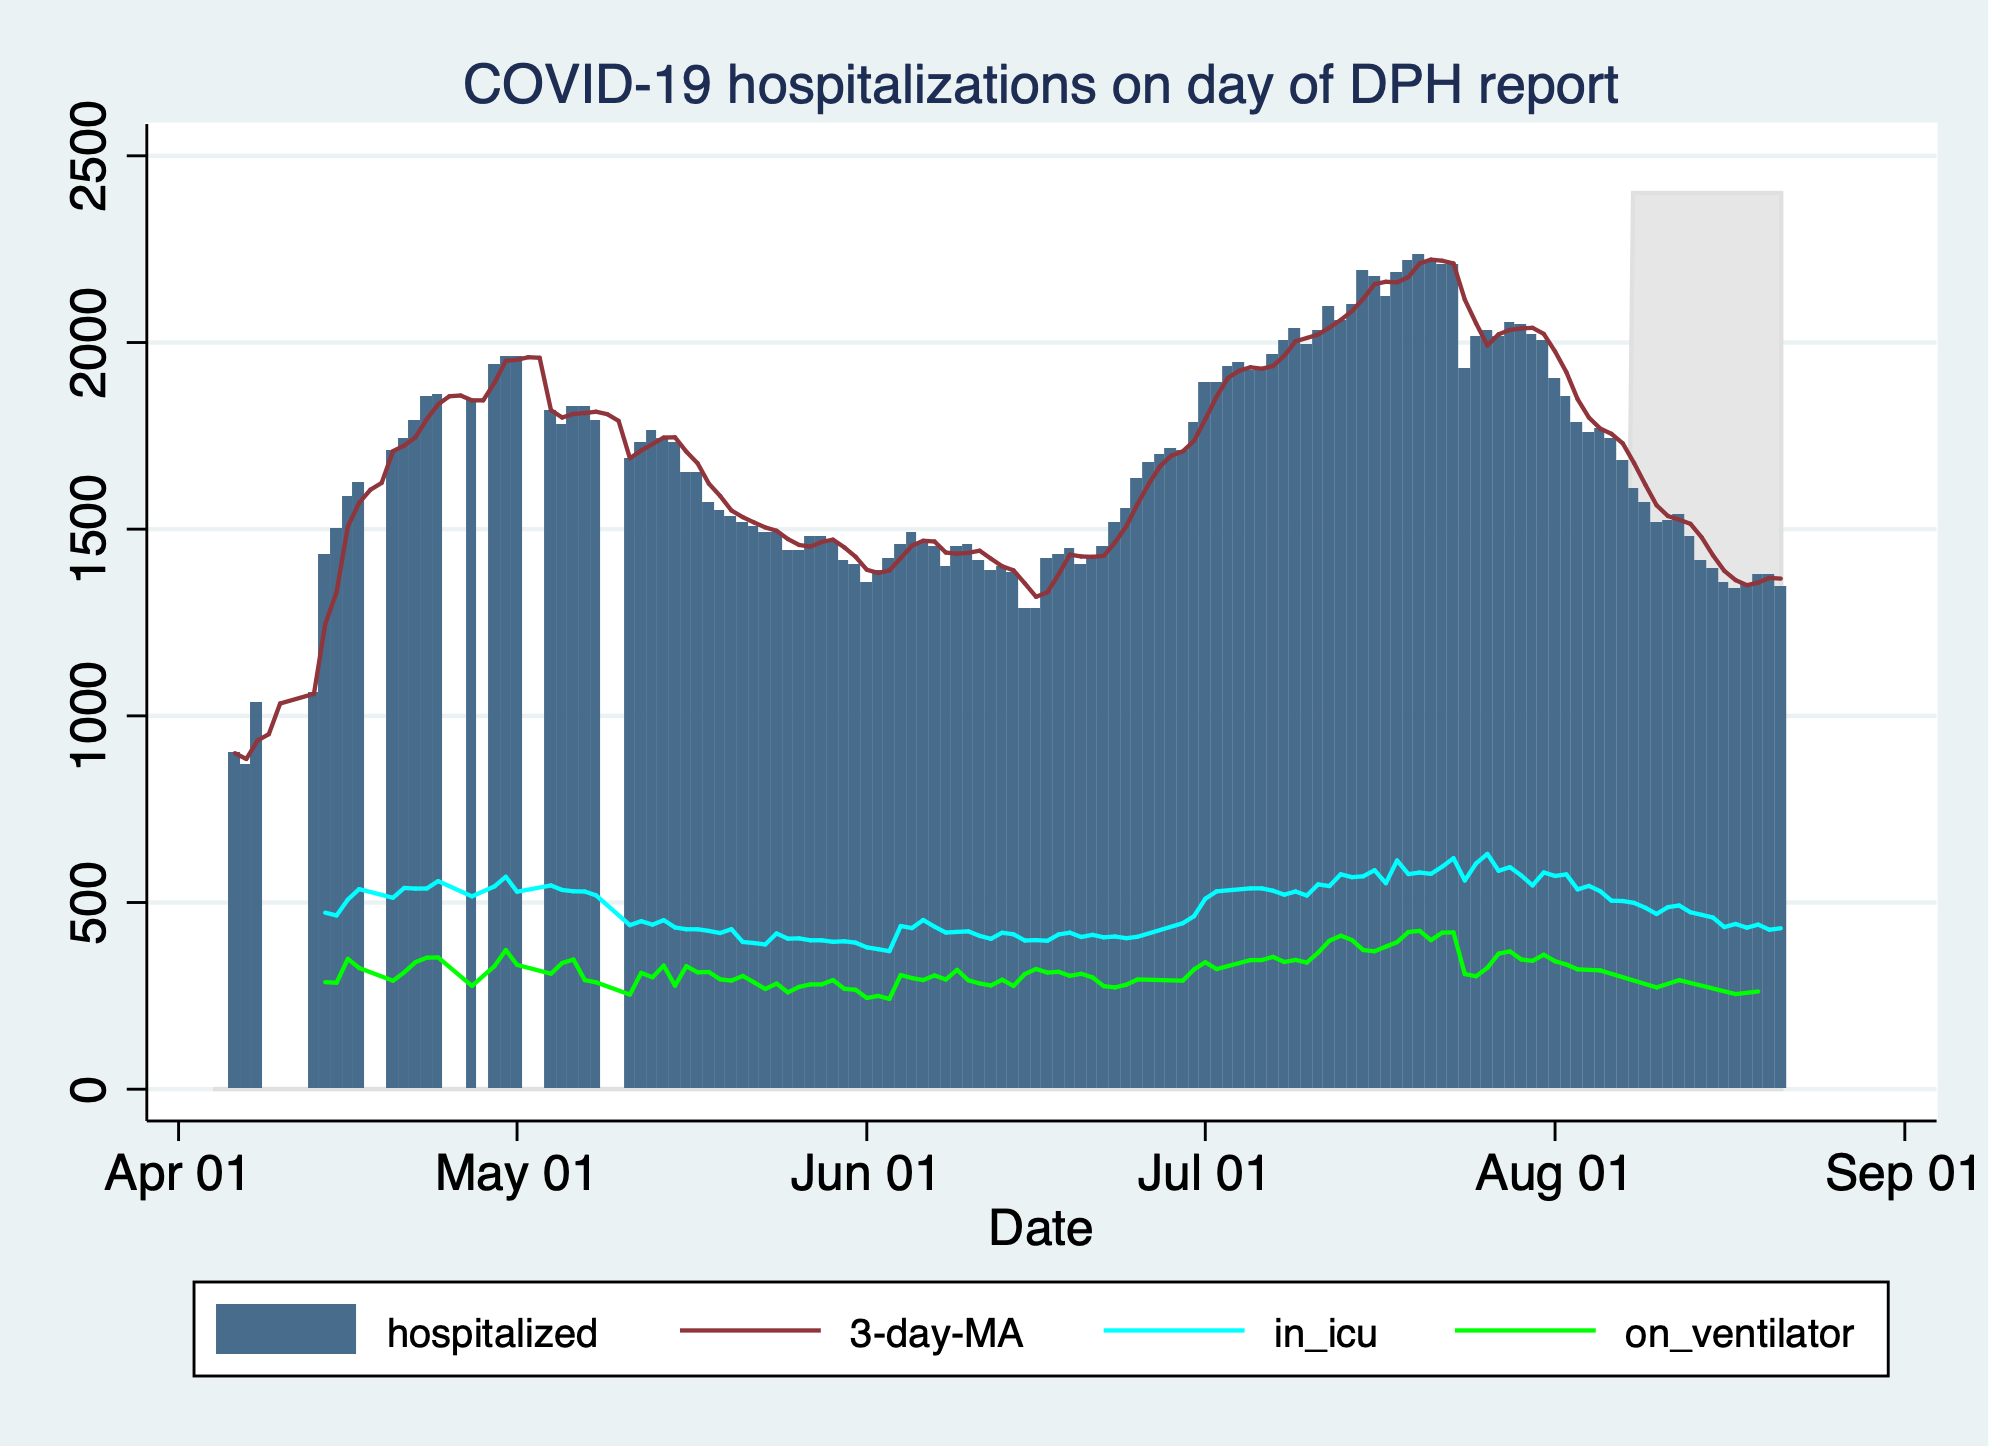 COVID-19 hospitalizations on day of DPH report
2500
2000
1500
1000
500
0
Apr 01 May 01 Jun 01 Jul 01 Aug 01 Sep 01
Date
hospitalized 3-day-MA in_icu on_ventilator